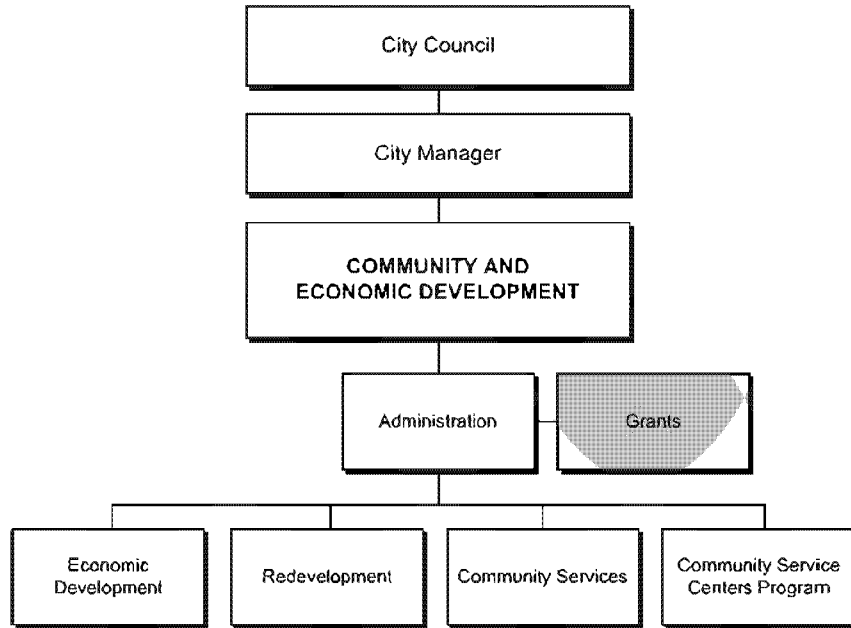 City Council
City Manager
COMMUNITY AND
ECONOMIC DEVELOPMENT
Administration
Grants
Economic
Development
Redevelopment
Community Services
Community Service
Centers Program